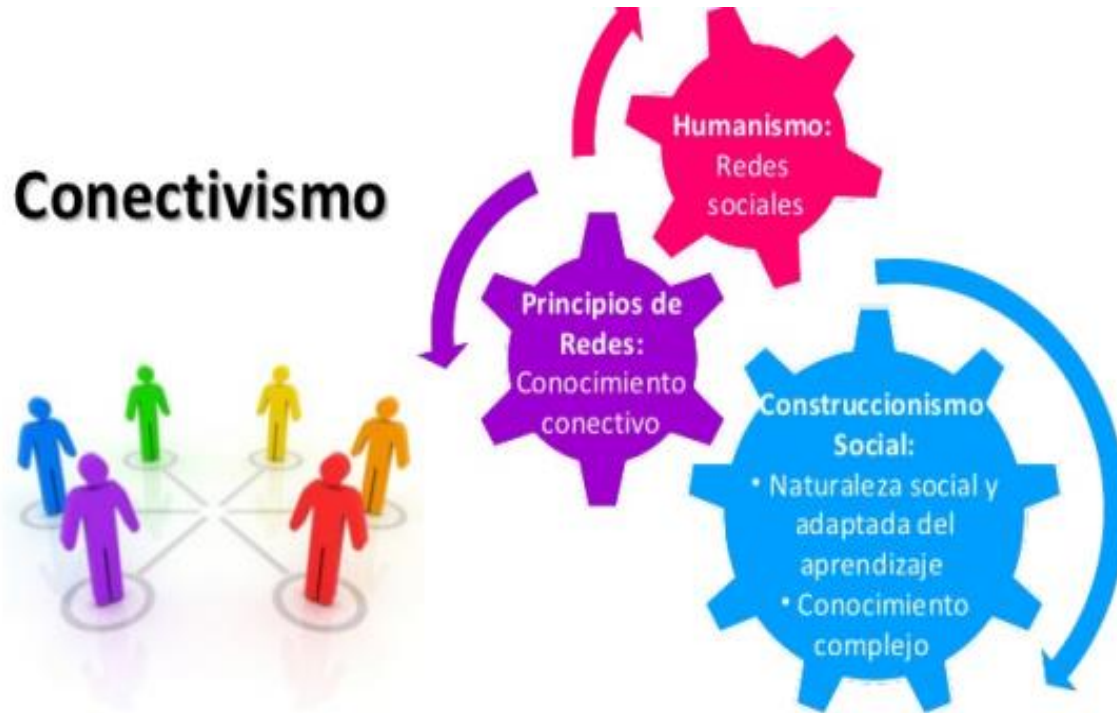 Conectivismo
Humanismo:
Redes
sociales
Principios de
Redes:
Conocimiento
conectivo
Construccionismo
Social:
• Naturaleza social y
adaptada del
aprendizaje
• Conocimiento
complejo